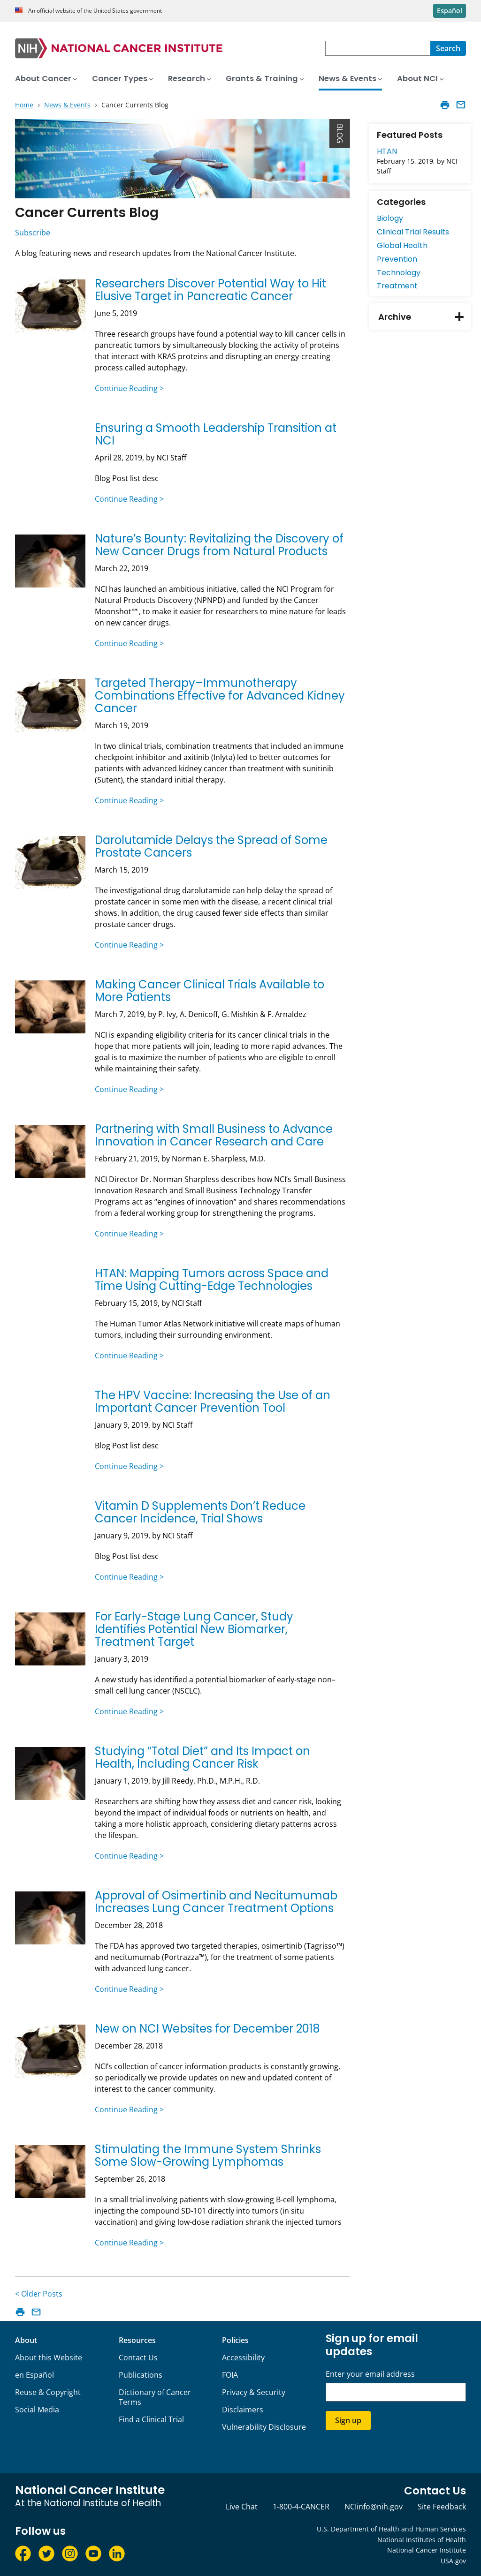 An official website of the United States government
Español
NIH NATIONAL CANCER INSTITUTE
Search
About Cancer
Cancer Types
Research
Grants & Training
News & Events
About NCI
Home › News & Events › Cancer Currents Blog
BLOG
Cancer Currents Blog
Subscribe
A blog featuring news and research updates from the National Cancer Institute.
Researchers Discover Potential Way to Hit
Elusive Target in Pancreatic Cancer
June 5, 2019
Three research groups have found a potential way to kill cancer cells in
pancreatic tumors by simultaneously blocking the activity of proteins
that interact with KRAS proteins and disrupting an energy-creating
process called autophagy.
Continue Reading >
Ensuring a Smooth Leadership Transition at
NCI
April 28, 2019, by NCI Staff
Blog Post list desc
Continue Reading >
Nature's Bounty: Revitalizing the Discovery of
New Cancer Drugs from Natural Products
March 22, 2019
NCI has launched an ambitious initiative, called the NCI Program for
Natural Products Discovery (NPNPD) and funded by the Cancer
Moonshot℠, to make it easier for researchers to mine nature for leads
on new cancer drugs.
Continue Reading >
Targeted Therapy–Immunotherapy
Combinations Effective for Advanced Kidney
Cancer
March 19, 2019
In two clinical trials, combination treatments that included an immune
checkpoint inhibitor and axitinib (Inlyta) led to better outcomes for
patients with advanced kidney cancer than treatment with sunitinib
(Sutent), the standard initial therapy.
Continue Reading >
Darolutamide Delays the Spread of Some
Prostate Cancers
March 15, 2019
The investigational drug darolutamide can help delay the spread of
prostate cancer in some men with the disease, a recent clinical trial
shows. In addition, the drug caused fewer side effects than similar
prostate cancer drugs.
Continue Reading >
Making Cancer Clinical Trials Available to
More Patients
March 7, 2019, by P. Ivy, A. Denicoff, G. Mishkin & F. Arnaldez
NCI is expanding eligibility criteria for its cancer clinical trials in the
hope that more patients will join, leading to more rapid advances. The
goal is to maximize the number of patients who are eligible to enroll
while maintaining their safety.
Continue Reading >
Partnering with Small Business to Advance
Innovation in Cancer Research and Care
February 21, 2019, by Norman E. Sharpless, M.D.
NCI Director Dr. Norman Sharpless describes how NCI's Small Business
Innovation Research and Small Business Technology Transfer
Programs act as "engines of innovation" and shares recommendations
from a federal working group for strengthening the programs.
Continue Reading >
HTAN: Mapping Tumors across Space and
Time Using Cutting-Edge Technologies
February 15, 2019, by NCI Staff
The Human Tumor Atlas Network initiative will create maps of human
tumors, including their surrounding environment.
Continue Reading >
The HPV Vaccine: Increasing the Use of an
Important Cancer Prevention Tool
January 9, 2019, by NCI Staff
Blog Post list desc
Continue Reading >
Vitamin D Supplements Don't Reduce
Cancer Incidence, Trial Shows
January 9, 2019, by NCI Staff
Blog Post list desc
Continue Reading >
For Early-Stage Lung Cancer, Study
Identifies Potential New Biomarker,
Treatment Target
January 3, 2019
A new study has identified a potential biomarker of early-stage non–
small cell lung cancer (NSCLC).
Continue Reading >
Studying "Total Diet" and Its Impact on
Health, Including Cancer Risk
January 1, 2019, by Jill Reedy, Ph.D., M.P.H., R.D.
Researchers are shifting how they assess diet and cancer risk, looking
beyond the impact of individual foods or nutrients on health, and
taking a more holistic approach, considering dietary patterns across
the lifespan.
Continue Reading >
Approval of Osimertinib and Necitumumab
Increases Lung Cancer Treatment Options
December 28, 2018
The FDA has approved two targeted therapies, osimertinib (Tagrisso™)
and necitumumab (Portrazza™), for the treatment of some patients
with advanced lung cancer.
Continue Reading >
New on NCI Websites for December 2018
December 28, 2018
NCI's collection of cancer information products is constantly growing,
so periodically we provide updates on new and updated content of
interest to the cancer community.
Continue Reading >
Stimulating the Immune System Shrinks
Some Slow-Growing Lymphomas
September 26, 2018
In a small trial involving patients with slow-growing B-cell lymphoma,
injecting the compound SD-101 directly into tumors (in situ
vaccination) and giving low-dose radiation shrank the injected tumors
Continue Reading >
< Older Posts
Featured Posts
HTAN
February 15, 2019, by NCI
Staff
Categories
Biology
Clinical Trial Results
Global Health
Prevention
Technology
Treatment
Archive
About
About this Website
en Español
Reuse & Copyright
Social Media
Resources
Contact Us
Publications
Dictionary of Cancer
Terms
Find a Clinical Trial
Policies
Accessibility
FOIA
Privacy & Security
Disclaimers
Vulnerability Disclosure
Sign up for email
updates
Enter your email address
Sign up
National Cancer Institute
At the National Institute of Health
Follow us
Contact Us
Live Chat
1-800-4-CANCER
NCIinfo@nih.gov
Site Feedback
U.S. Department of Health and Human Services
National Institutes of Health
National Cancer Institute
USA.gov